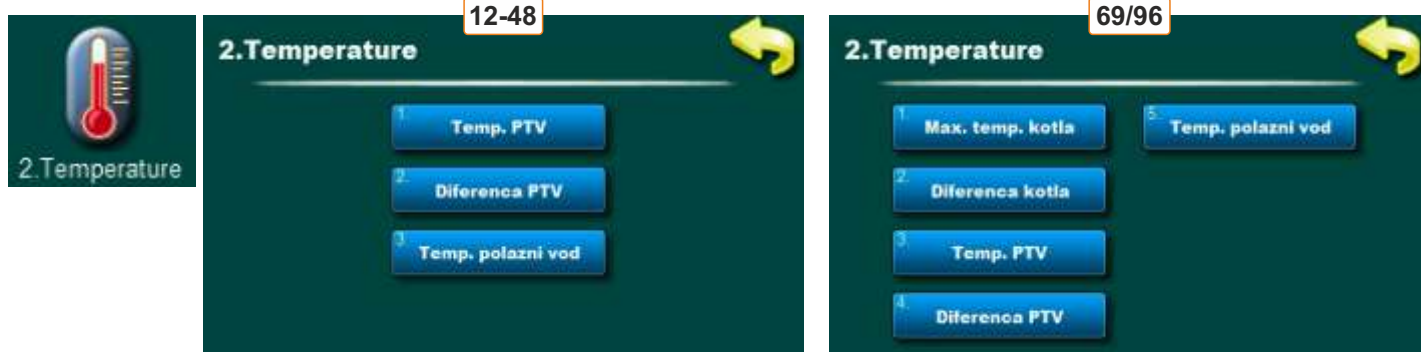 2.Temperature
12-48
2.Temperature
1. Temp. PTV
2. Diferenca PTV
3. Temp. polazni vod
69/96
2.Temperature
1. Max. temp. kotla
2. Diferenca kotla
3. Temp. PTV
4. Diferenca PTV
5. Temp. polazni vod